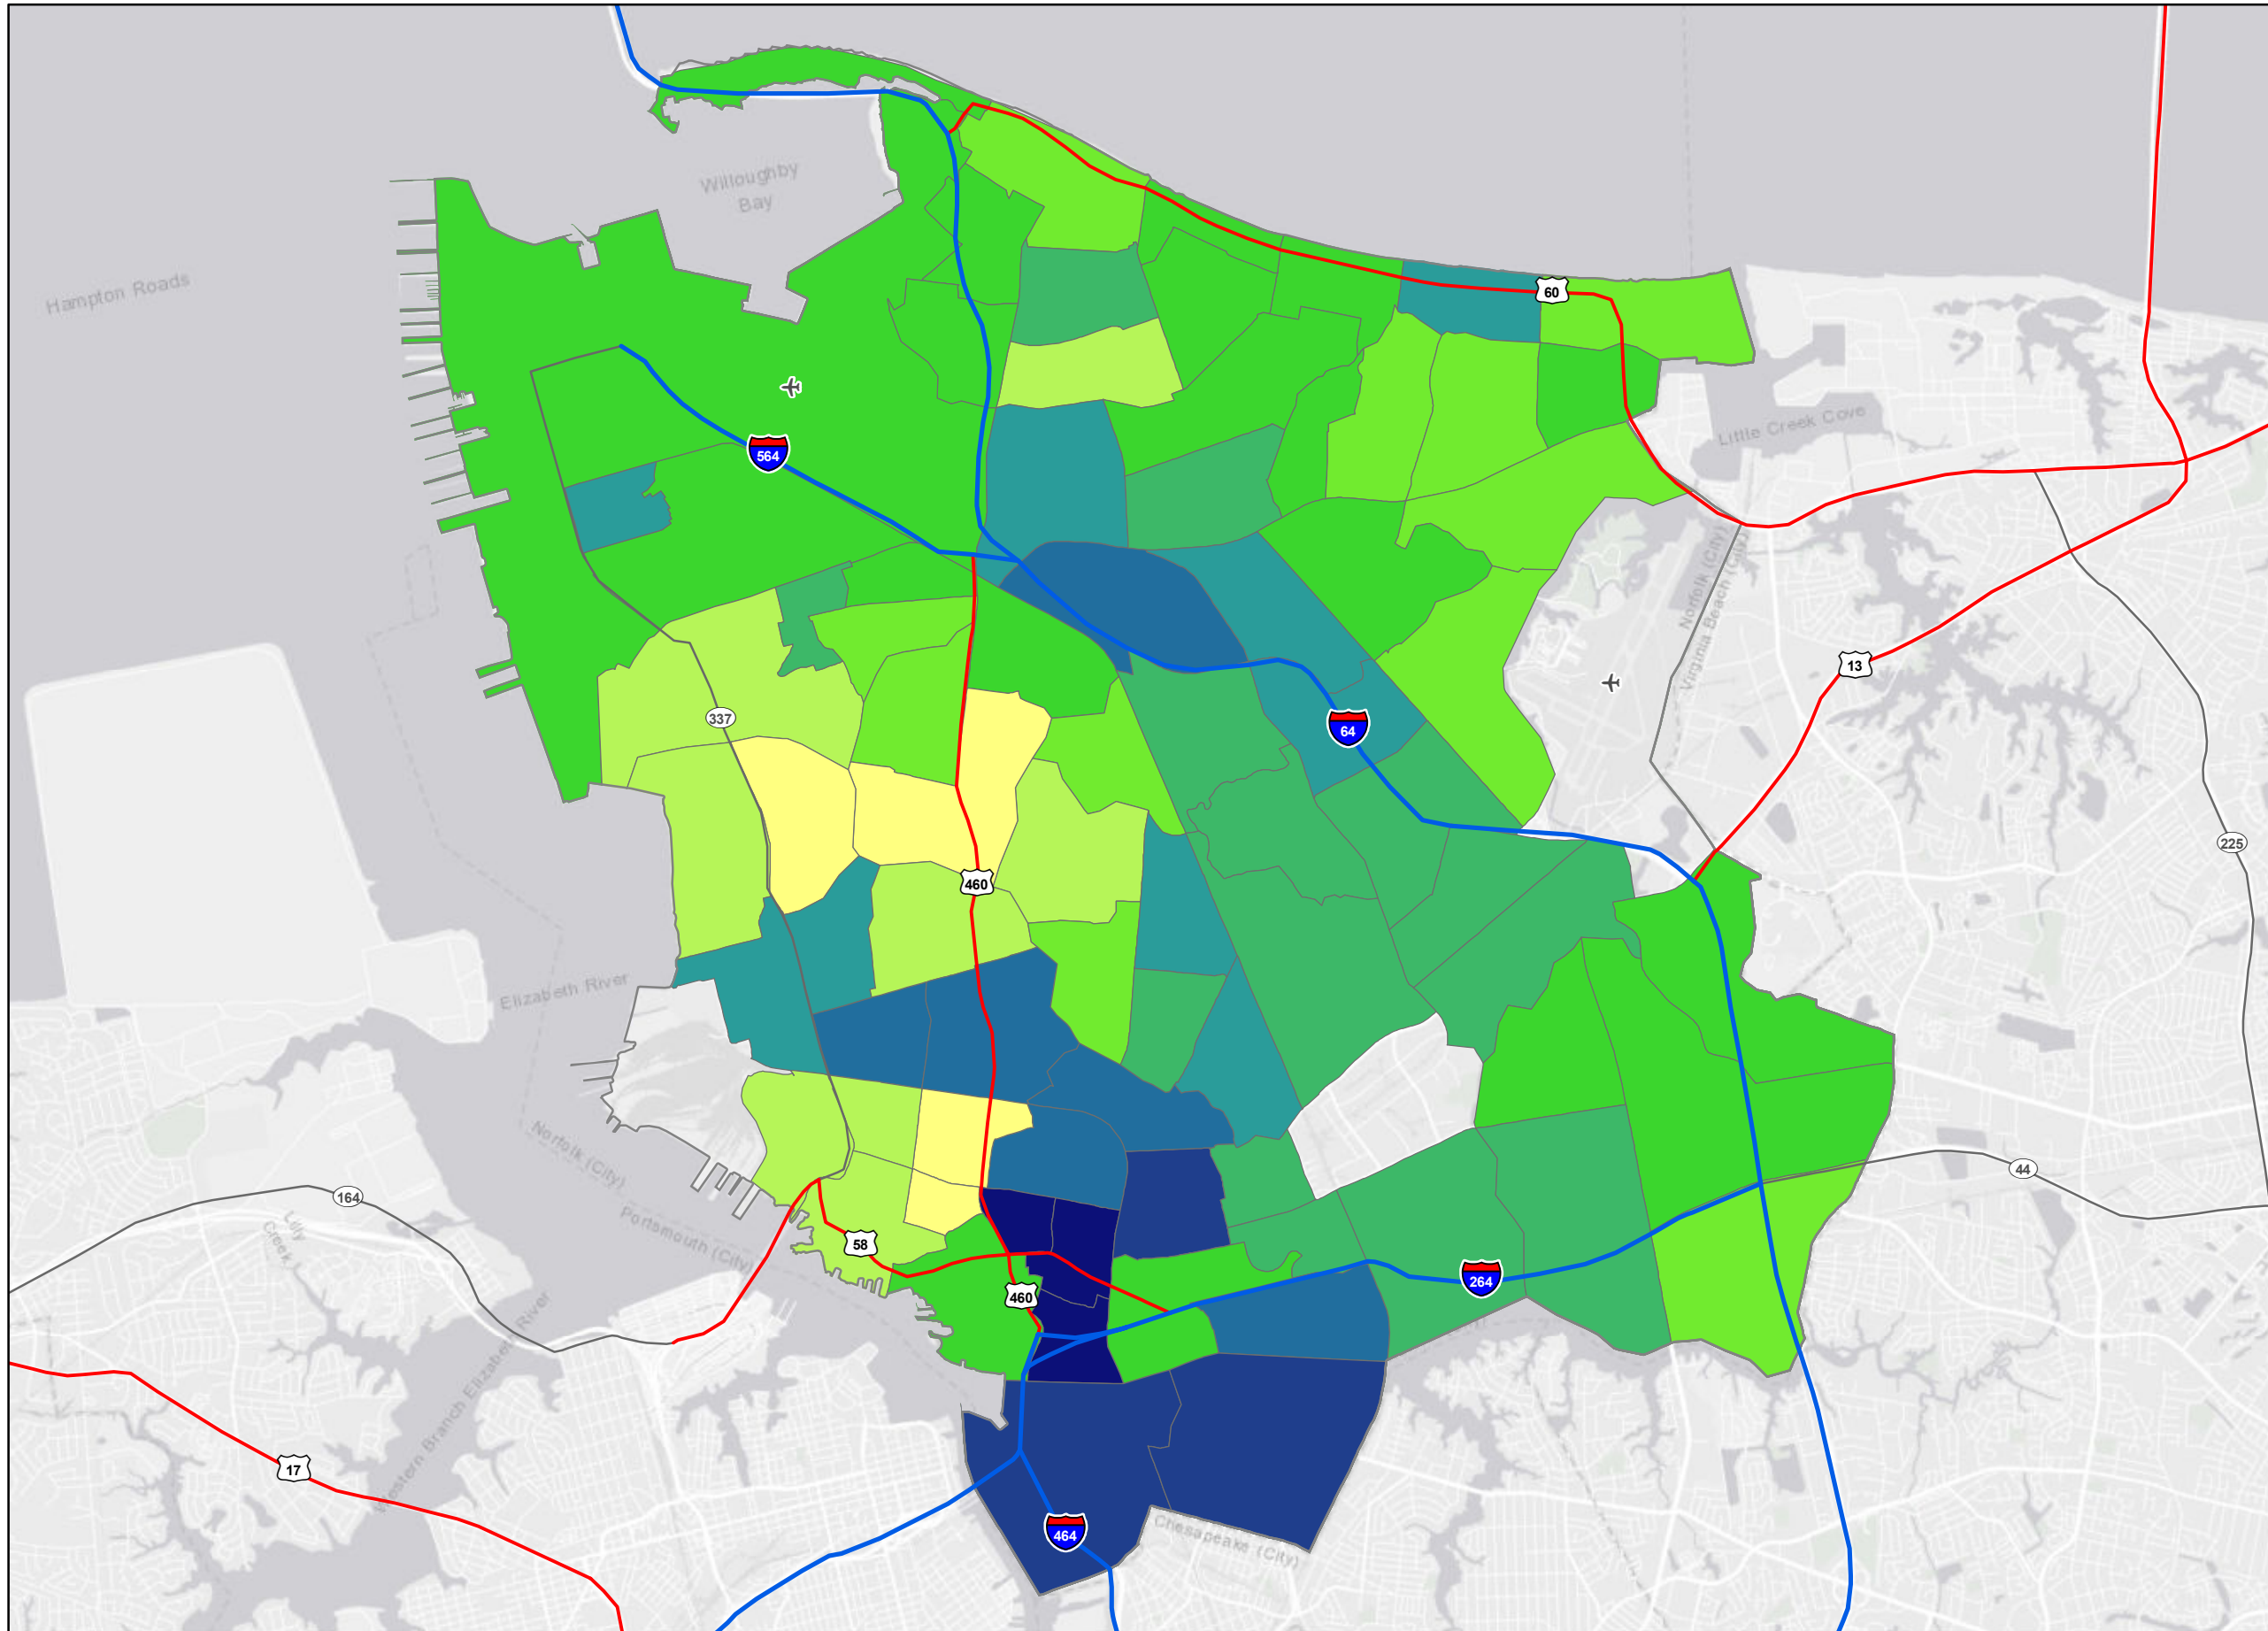 Willoughby
Bay
Hampton Roads
60
Little Creek Cove
564
Norfolk (City)
Virginia Beach (City)
13
337
64
225
460
Elizabeth River
Norfolk (City)
44
164
Lilly
Creek
Portsmouth (City)
58
264
460
Western Branch Elizabeth River
17
464
Chesapeake (City)